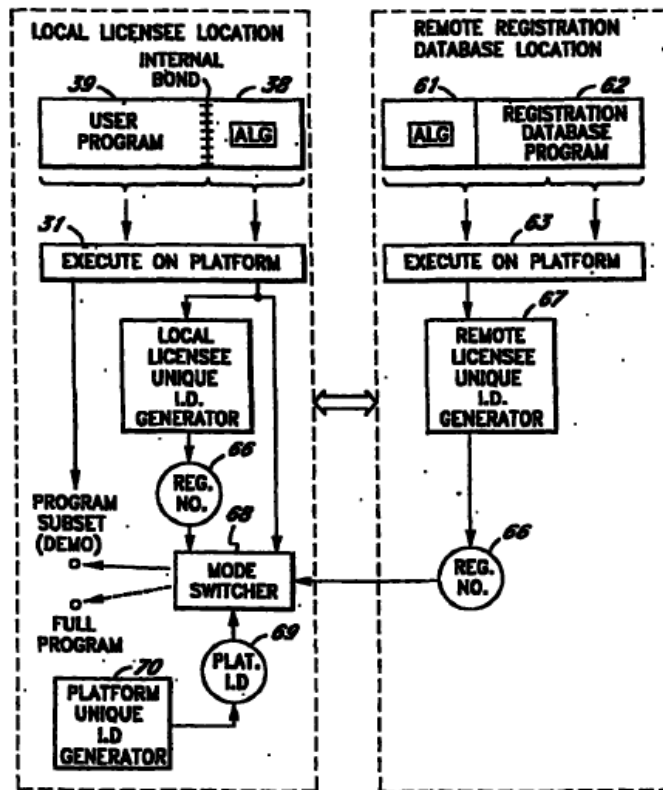 LOCAL LICENSEE LOCATION
INTERNAL
BOND
39
38
USER
PROGRAM
ALG
31
EXECUTE ON PLATFORM
LOCAL
LICENSEE
UNIQUE
I.D.
GENERATOR
66
REG.
NO.
PROGRAM
SUBSET
(DEMO)
68
MODE
SWITCHER
FULL
PROGRAM
69
PLAT.
I.D
70
PLATFORM
UNIQUE
I.D
GENERATOR
REMOTE REGISTRATION
DATABASE LOCATION
61
62
ALG
REGISTRATION
DATABASE
PROGRAM
63
EXECUTE ON PLATFORM
67
REMOTE
LICENSEE
UNIQUE
I.D.
GENERATOR
66
REG.
NO.